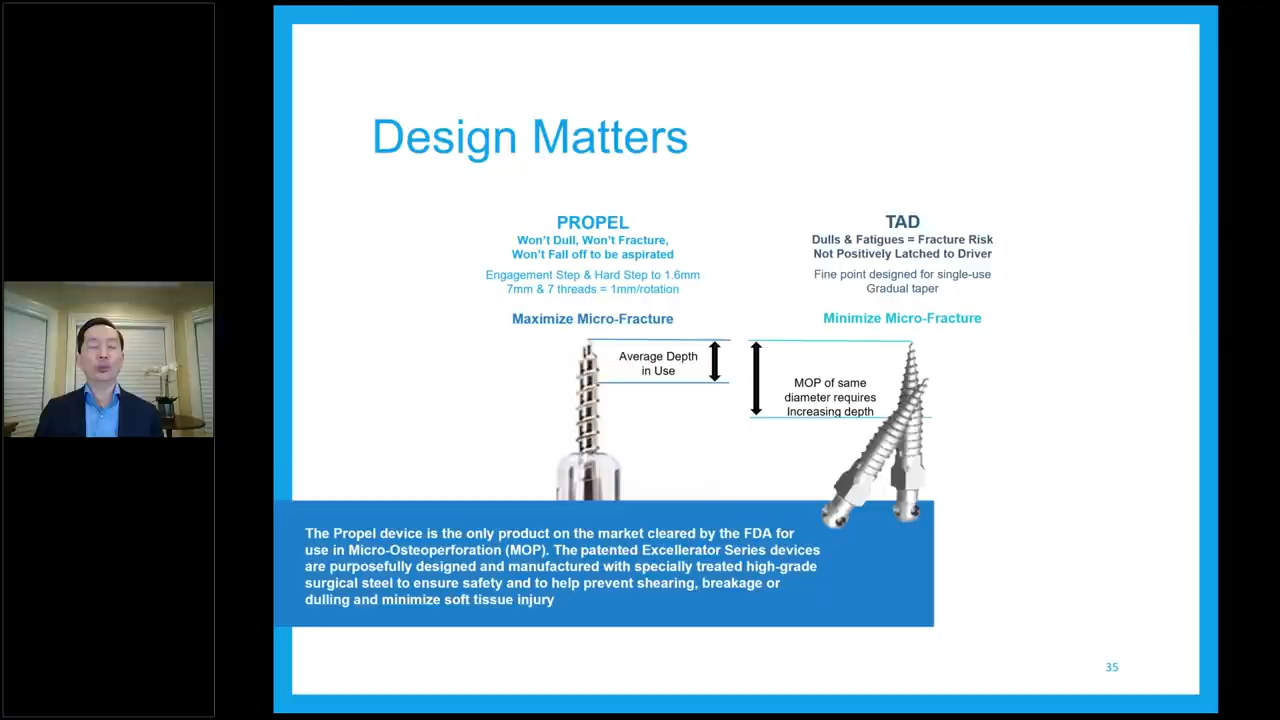 Design Matters
PROPEL
Won't Dull, Won't Fracture,
Won't Fall off to be aspirated
Engagement Step & Hard Step to 1.6mm
7mm & 7 threads = 1mm/rotation
Maximize Micro-Fracture
Average Depth
in Use
TAD
Dulls & Fatigues = Fracture Risk
Not Positively Latched to Driver
Fine point designed for single-use
Gradual taper
Minimize Micro-Fracture
MOP of same
diameter requires
Increasing depth
The Propel device is the only product on the market cleared by the FDA for
use in Micro-Osteoperforation (MOP). The patented Excellerator Series devices
are purposefully designed and manufactured with specially treated high-grade
surgical steel to ensure safety and to help prevent shearing, breakage or
dulling and minimize soft tissue injury
35